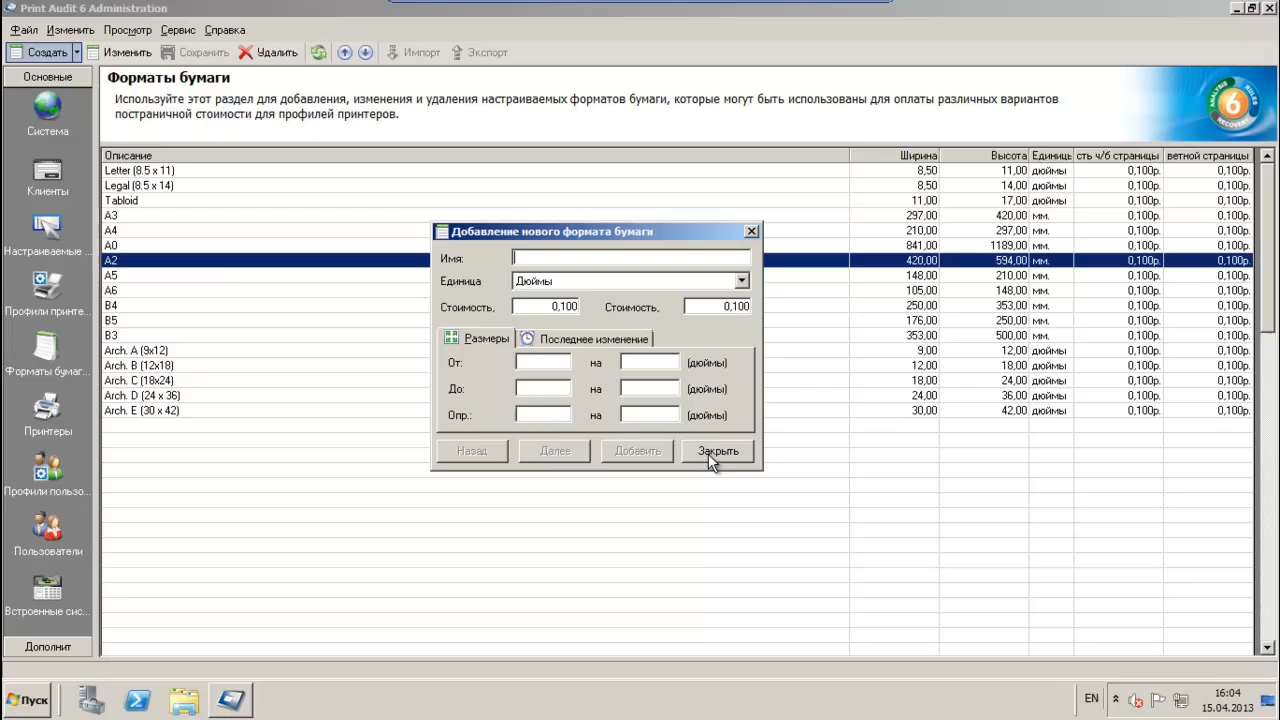 Print Audit 6 Administration
Файл Изменить Просмотр Сервис Справка
Создать Изменить Сохранить Удалить Импорт Экспорт
Основные
Система
Клиенты
Настраиваемые
Профили принте...
Форматы бумаг...
Принтеры
Профили пользо...
Пользователи
Встроенные сис...
Дополнит
Форматы бумаги
Используйте этот раздел для добавления, изменения и удаления настраиваемых форматов бумаги, которые могут быть использованы для оплаты различных вариантов
постраничной стоимости для профилей принтеров.
ANALYSIS RULES RECOVERY 6
Описание Ширина Высота Единицы сть ч/б страницы ветной страницы
Letter (8.5 x 11) 8,50 11,00 дюймы 0,100р. 0,100р.
Legal (8.5 x 14) 8,50 14,00 дюймы 0,100р. 0,100р.
Tabloid 11,00 17,00 дюймы 0,100р. 0,100р.
A3 297,00 420,00 мм. 0,100р. 0,100р.
A4 210,00 297,00 мм. 0,100р. 0,100р.
A0 841,00 1189,00 мм. 0,100р. 0,100р.
A2 420,00 594,00 мм. 0,100р. 0,100р.
A5 148,00 210,00 мм. 0,100р. 0,100р.
A6 105,00 148,00 мм. 0,100р. 0,100р.
B4 250,00 353,00 мм. 0,100р. 0,100р.
B5 176,00 250,00 мм. 0,100р. 0,100р.
B3 353,00 500,00 мм. 0,100р. 0,100р.
Arch. A (9x12) 9,00 12,00 дюймы 0,100р. 0,100р.
Arch. B (12x18) 12,00 18,00 дюймы 0,100р. 0,100р.
Arch. C (18x24) 18,00 24,00 дюймы 0,100р. 0,100р.
Arch. D (24 x 36) 24,00 36,00 дюймы 0,100р. 0,100р.
Arch. E (30 x 42) 30,00 42,00 дюймы 0,100р. 0,100р.
Добавление нового формата бумаги
Имя:
Единица Дюймы
Стоимость, 0,100 Стоимость, 0,100
Размеры Последнее изменение
От: на (дюймы)
До: на (дюймы)
Опр.: на (дюймы)
Назад Далее Добавить Закрыть
Пуск EN 16:04
15.04.2013